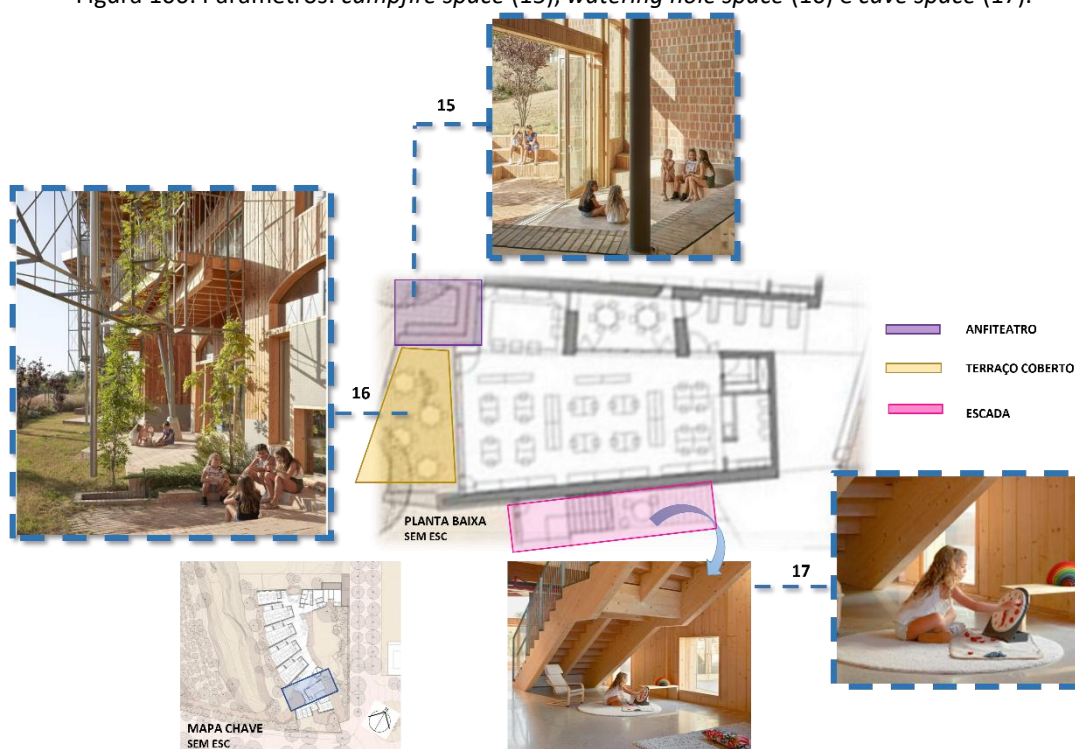 Figura 166: Parâmetros: campfire space (15), watering hole space (16) e cave space (17).
15
16
ANFITEATRO
TERRAÇO COBERTO
ESCADA
PLANTA BAIXA
SEM ESC
17
MAPA CHAVE
SEM ESC